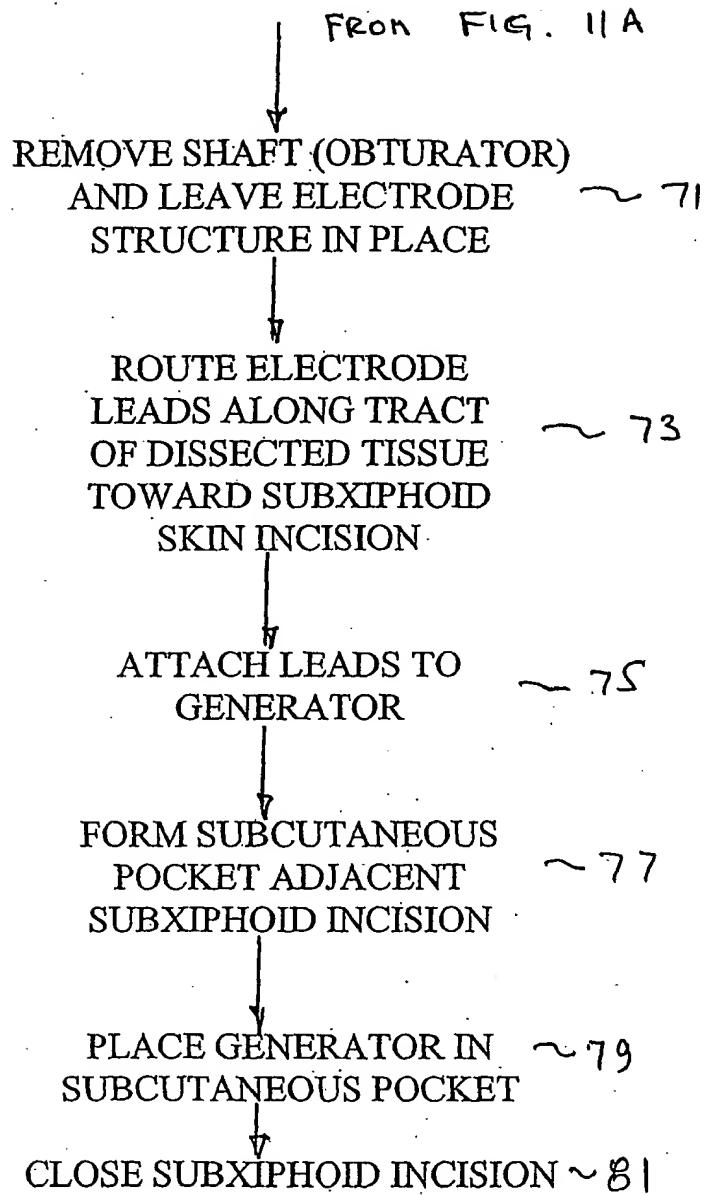 FROM FIG. 11A
REMOVE SHAFT (OBTURATOR)
AND LEAVE ELECTRODE ~ 71
STRUCTURE IN PLACE
ROUTE ELECTRODE
LEADS ALONG TRACT
OF DISSECTED TISSUE ~ 73
TOWARD SUBXIPHOID
SKIN INCISION
ATTACH LEADS TO ~ 75
GENERATOR
FORM SUBCUTANEOUS
POCKET ADJACENT ~ 77
SUBXIPHOID INCISION
PLACE GENERATOR IN ~ 79
SUBCUTANEOUS POCKET
CLOSE SUBXIPHOID INCISION ~ 81